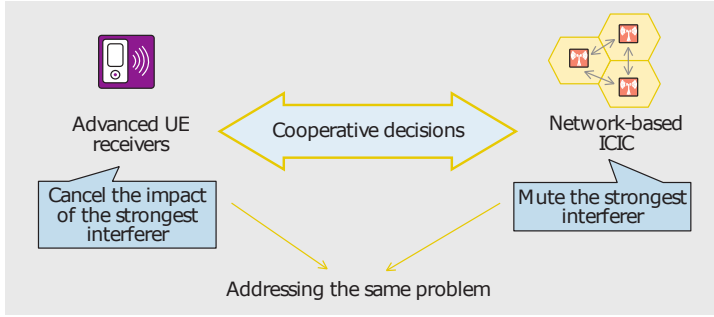 Advanced UE
receivers
Cooperative decisions
Network-based
ICIC
Cancel the impact
of the strongest
interferer
Mute the strongest
interferer
Addressing the same problem